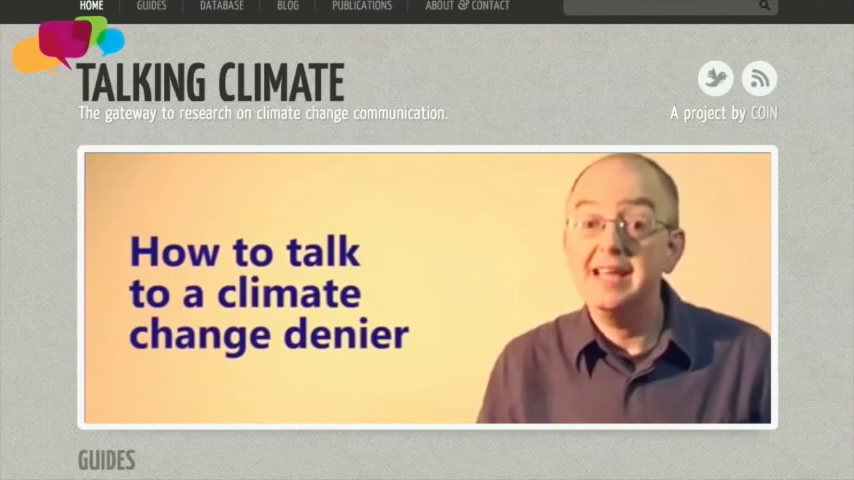 HOME GUIDES DATABASE BLOG PUBLICATIONS ABOUT & CONTACT
TALKING CLIMATE
The gateway to research on climate change communication.
A project by COIN
How to talk
to a climate
change denier
GUIDES